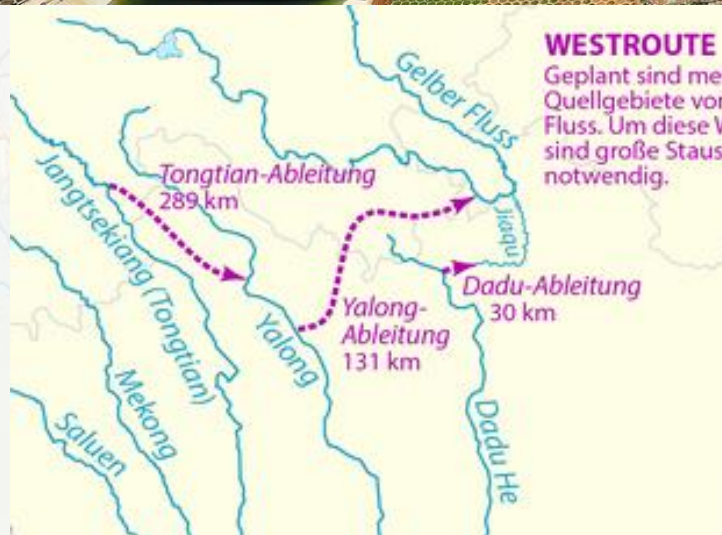 WESTROUTE
Geplant sind me
Quellgebiete vor
Fluss. Um diese W
sind große Staus
notwendig.
Gelber Fluss
Tongtian-Ableitung
289 km
Jangtsekiang (Tongtian)
Jiaqu
Dadu-Ableitung
30 km
Yalong-
Ableitung
131 km
Yalong
Mekong
Saluen
Dadu He